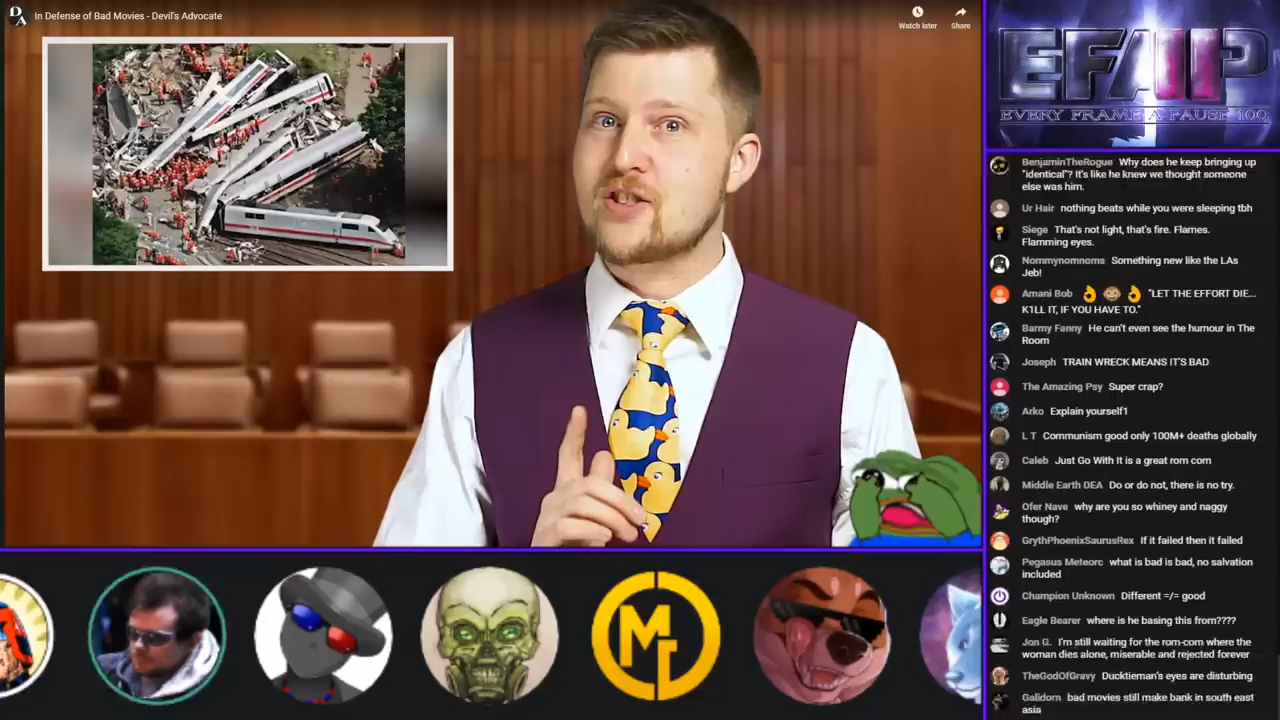 D
A
In Defense of Bad Movies - Devil's Advocate
Watch later
Share
EFAP
EVERY FRAME A PAUSE 100
BenjaminTheRogue Why does he keep bringing up
"identical"? It's like he knew we thought someone
else was him.
Ur Hair nothing beats while you were sleeping tbh
Siege That's not light, that's fire. Flames.
Flamming eyes.
Nommynomnoms Something new like the LAs
Jeb!
Amani Bob 👌 🐵 👌 "LET THE EFFORT DIE...
K1LL IT, IF YOU HAVE TO."
Barmy Fanny He can't even see the humour in The
Room
Joseph TRAIN WRECK MEANS IT'S BAD
The Amazing Psy Super crap?
Arko Explain yourself1
L T Communism good only 100M+ deaths globally
Caleb Just Go With It is a great rom com
Middle Earth DEA Do or do not, there is no try.
Ofer Nave why are you so whiney and naggy
though?
GrythPhoenixSaurusRex If it failed then it failed
Pegasus Meteorc what is bad is bad, no salvation
included
Champion Unknown Different =/= good
Eagle Bearer where is he basing this from????
Jon G. I'm still waiting for the rom-com where the
woman dies alone, miserable and rejected forever
TheGodOfGravy Ducktieman's eyes are disturbing
Galidorn bad movies still make bank in south east
asia